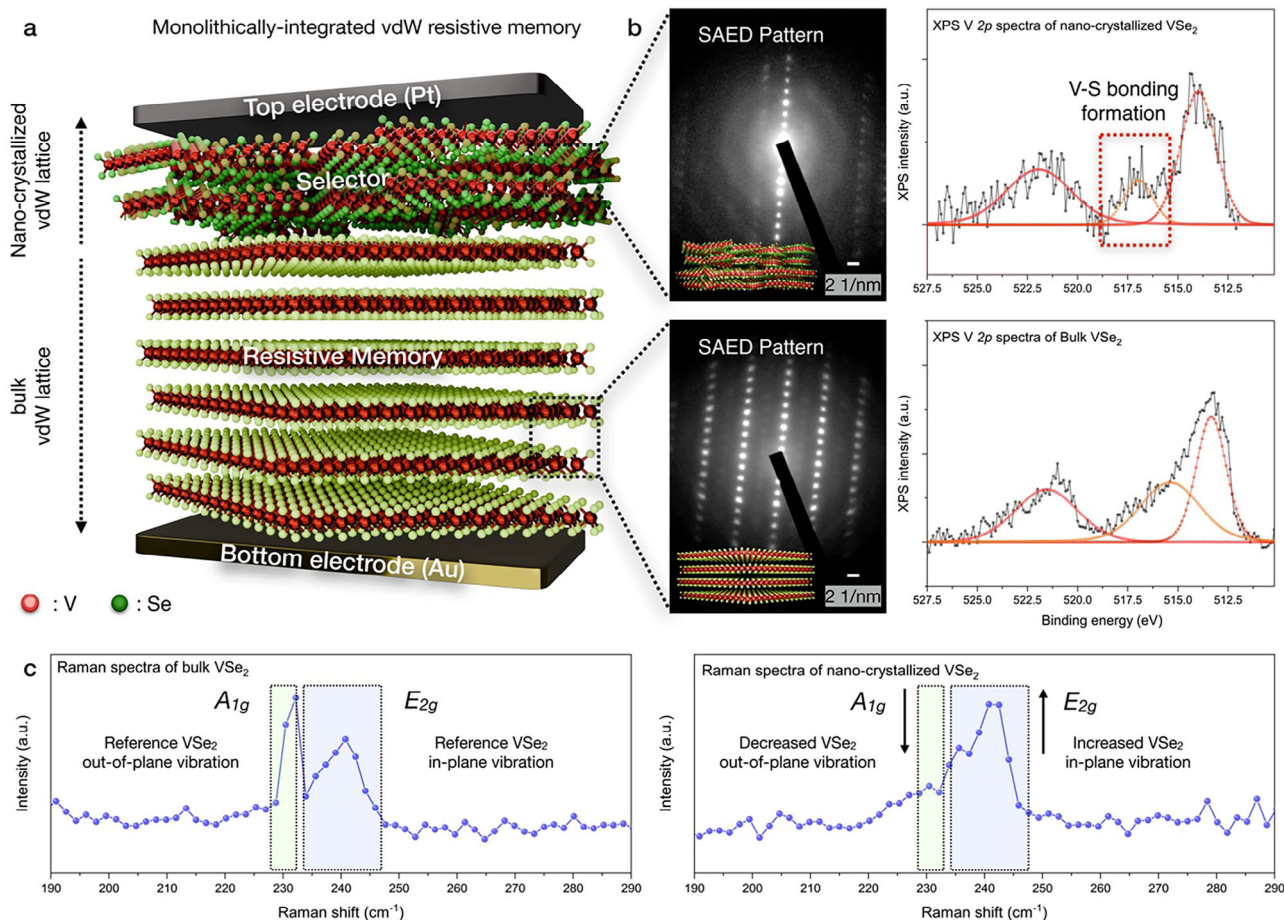 a
Monolithically-integrated vdW resistive memory
Nano-crystallized
vdW lattice
bulk
vdW lattice
Top electrode (Pt)
Selector
Resistive Memory
Bottom electrode (Au)
: V
: Se
b
SAED Pattern
2 1/nm
XPS V 2p spectra of nano-crystallized VSe2
V-S bonding
formation
XPS intensity (a.u.)
527.5 525.0 522.5 520.0 517.5 515.0 512.5
SAED Pattern
2 1/nm
XPS V 2p spectra of Bulk VSe2
XPS intensity (a.u.)
527.5 525.0 522.5 520.0 517.5 515.0 512.5
Binding energy (eV)
c
Raman spectra of bulk VSe2
A1g
E2g
Reference VSe2
out-of-plane vibration
Reference VSe2
in-plane vibration
Intensity (a.u.)
190 200 210 220 230 240 250 260 270 280 290
Raman shift (cm-1)
Raman spectra of nano-crystallized VSe2
A1g
E2g
Decreased VSe2
out-of-plane vibration
Increased VSe2
in-plane vibration
Intensity (a.u.)
190 200 210 220 230 240 250 260 270 280 290
Raman shift (cm-1)